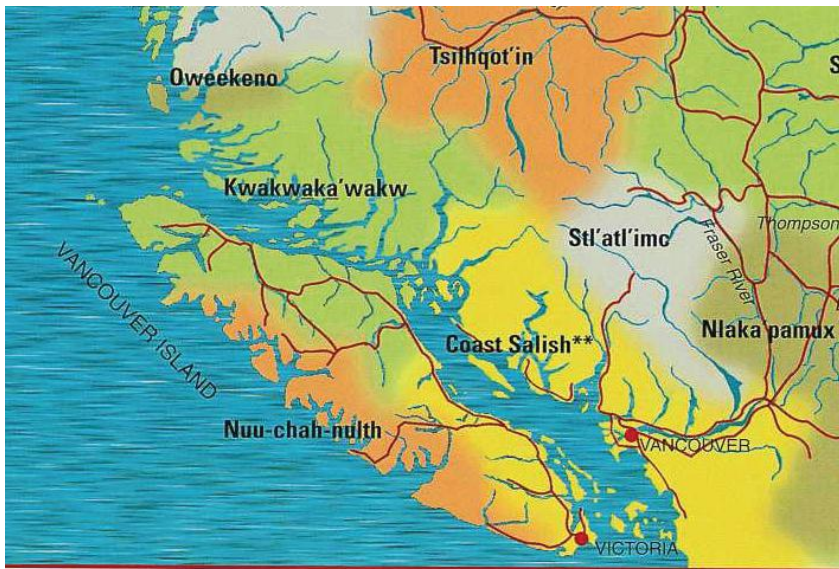 Tsilhqot'in
S
Oweekeno
Kwakwaka'wakw
Thompson
Stl'atl'imc
Fraser River
VANCOUVER ISLAND
Nlaka'pamux
Coast Salish**
Nuu-chah-nulth
VANCOUVER
VICTORIA